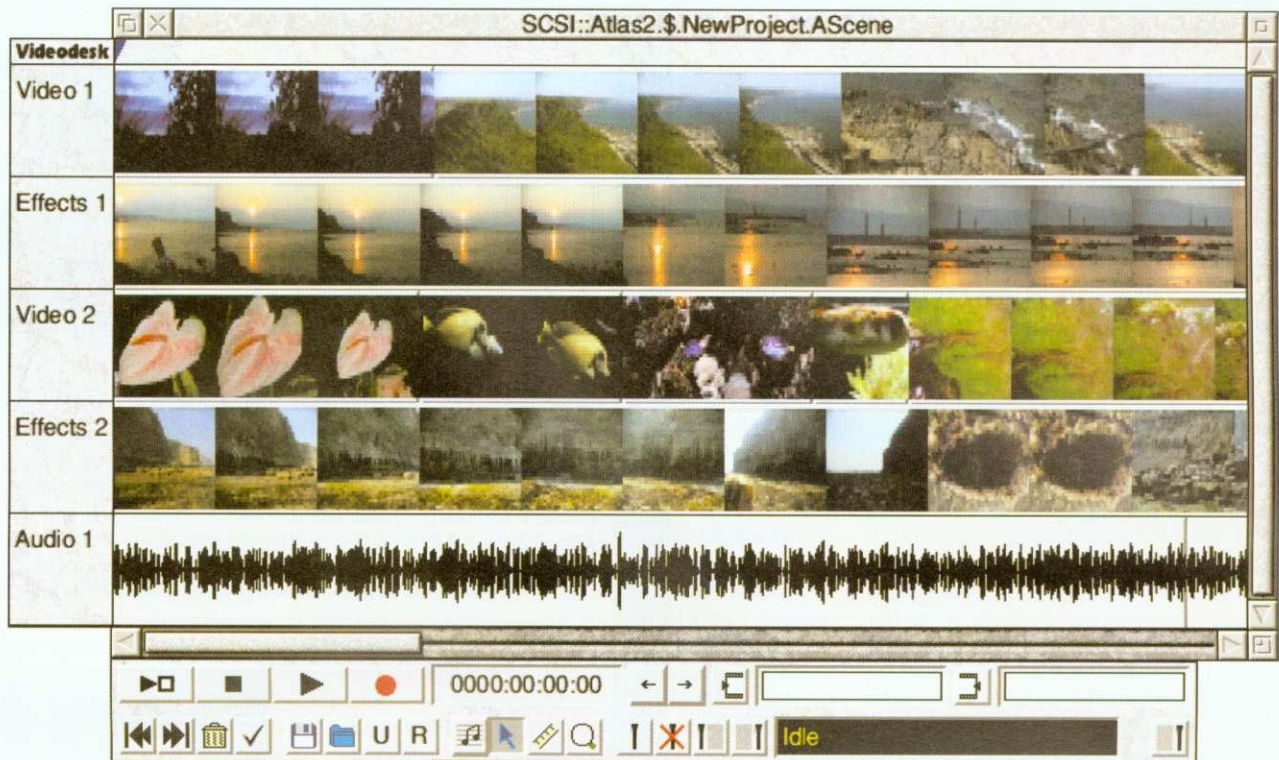 SCSI::Atlas2.$.NewProject.AScene
Videodesk
Video 1
Effects 1
Video 2
Effects 2
Audio 1
0000:00:00:00
U R
Idle